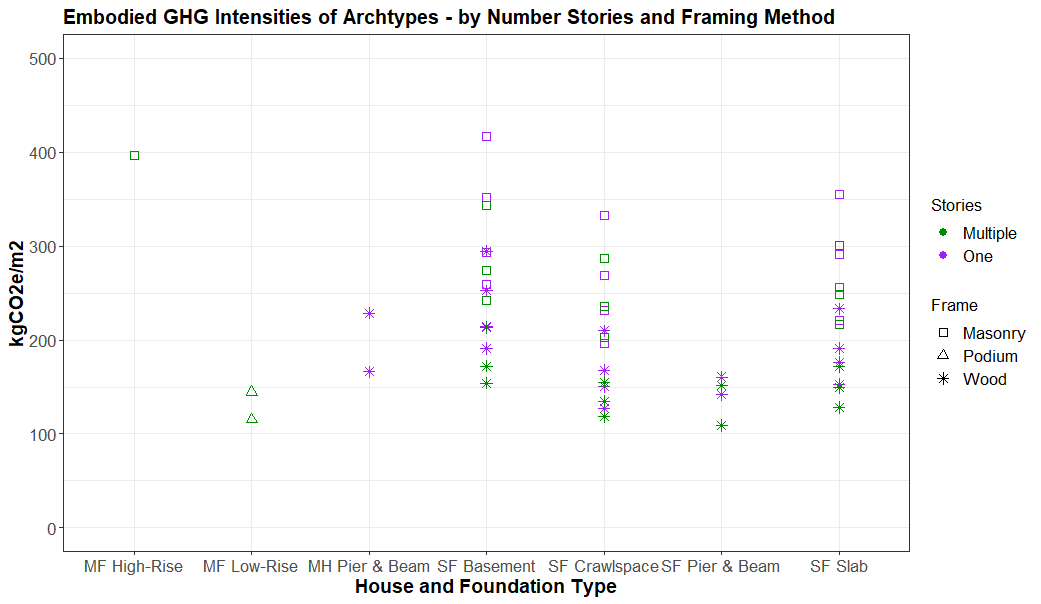 Embodied GHG Intensities of Archtypes - by Number Stories and Framing Method
kgCO2e/m2
500
400
300
200
100
0
MF High-Rise
MF Low-Rise
MH Pier & Beam
SF Basement
SF Crawlspace
SF Pier & Beam
SF Slab
House and Foundation Type
Stories
Multiple
One
Frame
Masonry
Podium
Wood